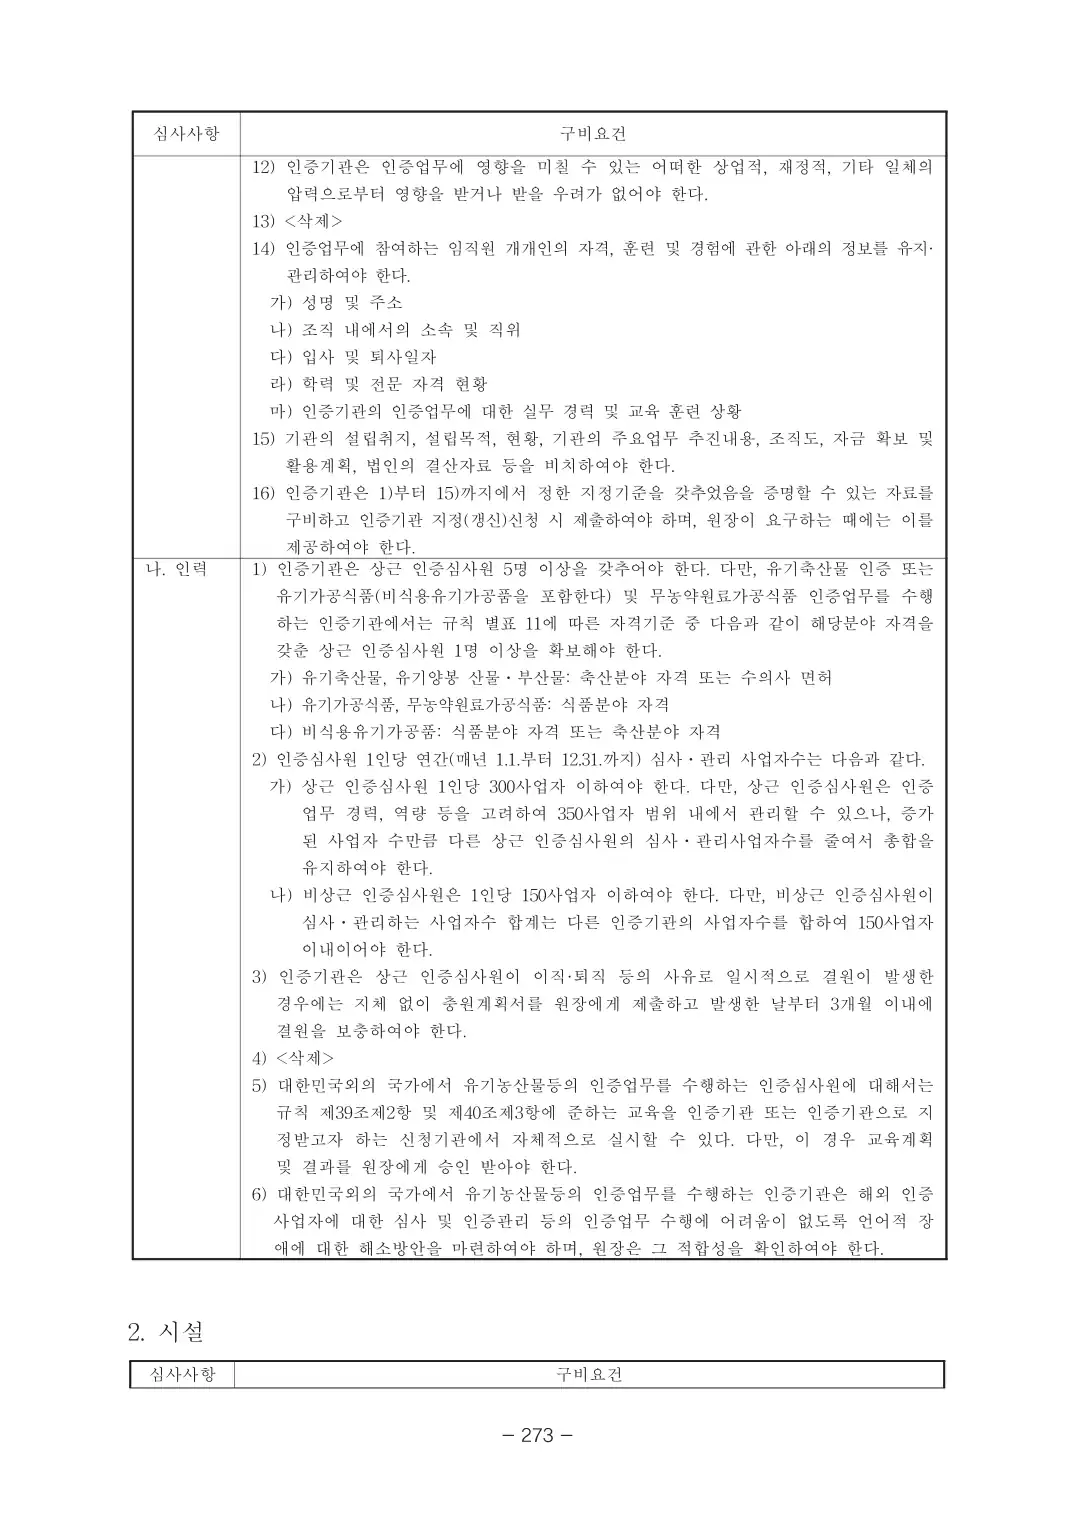 심사사항 구비요건
12) 인증기관은 인증업무에 영향을 미칠 수 있는 어떠한 상업적, 재정적, 기타 일체의
압력으로부터 영향을 받거나 받을 우려가 없어야 한다.
13) <삭제>
14) 인증업무에 참여하는 임직원 개개인의 자격, 훈련 및 경험에 관한 아래의 정보를 유지·
관리하여야 한다.
가) 성명 및 주소
나) 조직 내에서의 소속 및 직위
다) 입사 및 퇴사일자
라) 학력 및 전문 자격 현황
마) 인증기관의 인증업무에 대한 실무 경력 및 교육 훈련 상황
15) 기관의 설립취지, 설립목적, 현황, 기관의 주요업무 추진내용, 조직도, 자금 확보 및
활용계획, 법인의 결산자료 등을 비치하여야 한다.
16) 인증기관은 1)부터 15)까지에서 정한 지정기준을 갖추었음을 증명할 수 있는 자료를
구비하고 인증기관 지정(갱신)신청 시 제출하여야 하며, 원장이 요구하는 때에는 이를
제공하여야 한다.
나. 인력 1) 인증기관은 상근 인증심사원 5명 이상을 갖추어야 한다. 다만, 유기축산물 인증 또는
유기가공식품(비식용유기가공품을 포함한다) 및 무농약원료가공식품 인증업무를 수행
하는 인증기관에서는 규칙 별표 11에 따른 자격기준 중 다음과 같이 해당분야 자격을
갖춘 상근 인증심사원 1명 이상을 확보해야 한다.
가) 유기축산물, 유기양봉 산물・부산물: 축산분야 자격 또는 수의사 면허
나) 유기가공식품, 무농약원료가공식품: 식품분야 자격
다) 비식용유기가공품: 식품분야 자격 또는 축산분야 자격
2) 인증심사원 1인당 연간(매년 1.1.부터 12.31.까지) 심사・관리 사업자수는 다음과 같다.
가) 상근 인증심사원 1인당 300사업자 이하여야 한다. 다만, 상근 인증심사원은 인증
업무 경력, 역량 등을 고려하여 350사업자 범위 내에서 관리할 수 있으나, 증가
된 사업자 수만큼 다른 상근 인증심사원의 심사・관리사업자수를 줄여서 총합을
유지하여야 한다.
나) 비상근 인증심사원은 1인당 150사업자 이하여야 한다. 다만, 비상근 인증심사원이
심사・관리하는 사업자수 합계는 다른 인증기관의 사업자수를 합하여 150사업자
이내이어야 한다.
3) 인증기관은 상근 인증심사원이 이직·퇴직 등의 사유로 일시적으로 결원이 발생한
경우에는 지체 없이 충원계획서를 원장에게 제출하고 발생한 날부터 3개월 이내에
결원을 보충하여야 한다.
4) <삭제>
5) 대한민국외의 국가에서 유기농산물등의 인증업무를 수행하는 인증심사원에 대해서는
규칙 제39조제2항 및 제40조제3항에 준하는 교육을 인증기관 또는 인증기관으로 지
정받고자 하는 신청기관에서 자체적으로 실시할 수 있다. 다만, 이 경우 교육계획
및 결과를 원장에게 승인 받아야 한다.
6) 대한민국외의 국가에서 유기농산물등의 인증업무를 수행하는 인증기관은 해외 인증
사업자에 대한 심사 및 인증관리 등의 인증업무 수행에 어려움이 없도록 언어적 장
애에 대한 해소방안을 마련하여야 하며, 원장은 그 적합성을 확인하여야 한다.
2. 시설
심사사항 구비요건
- 273 -